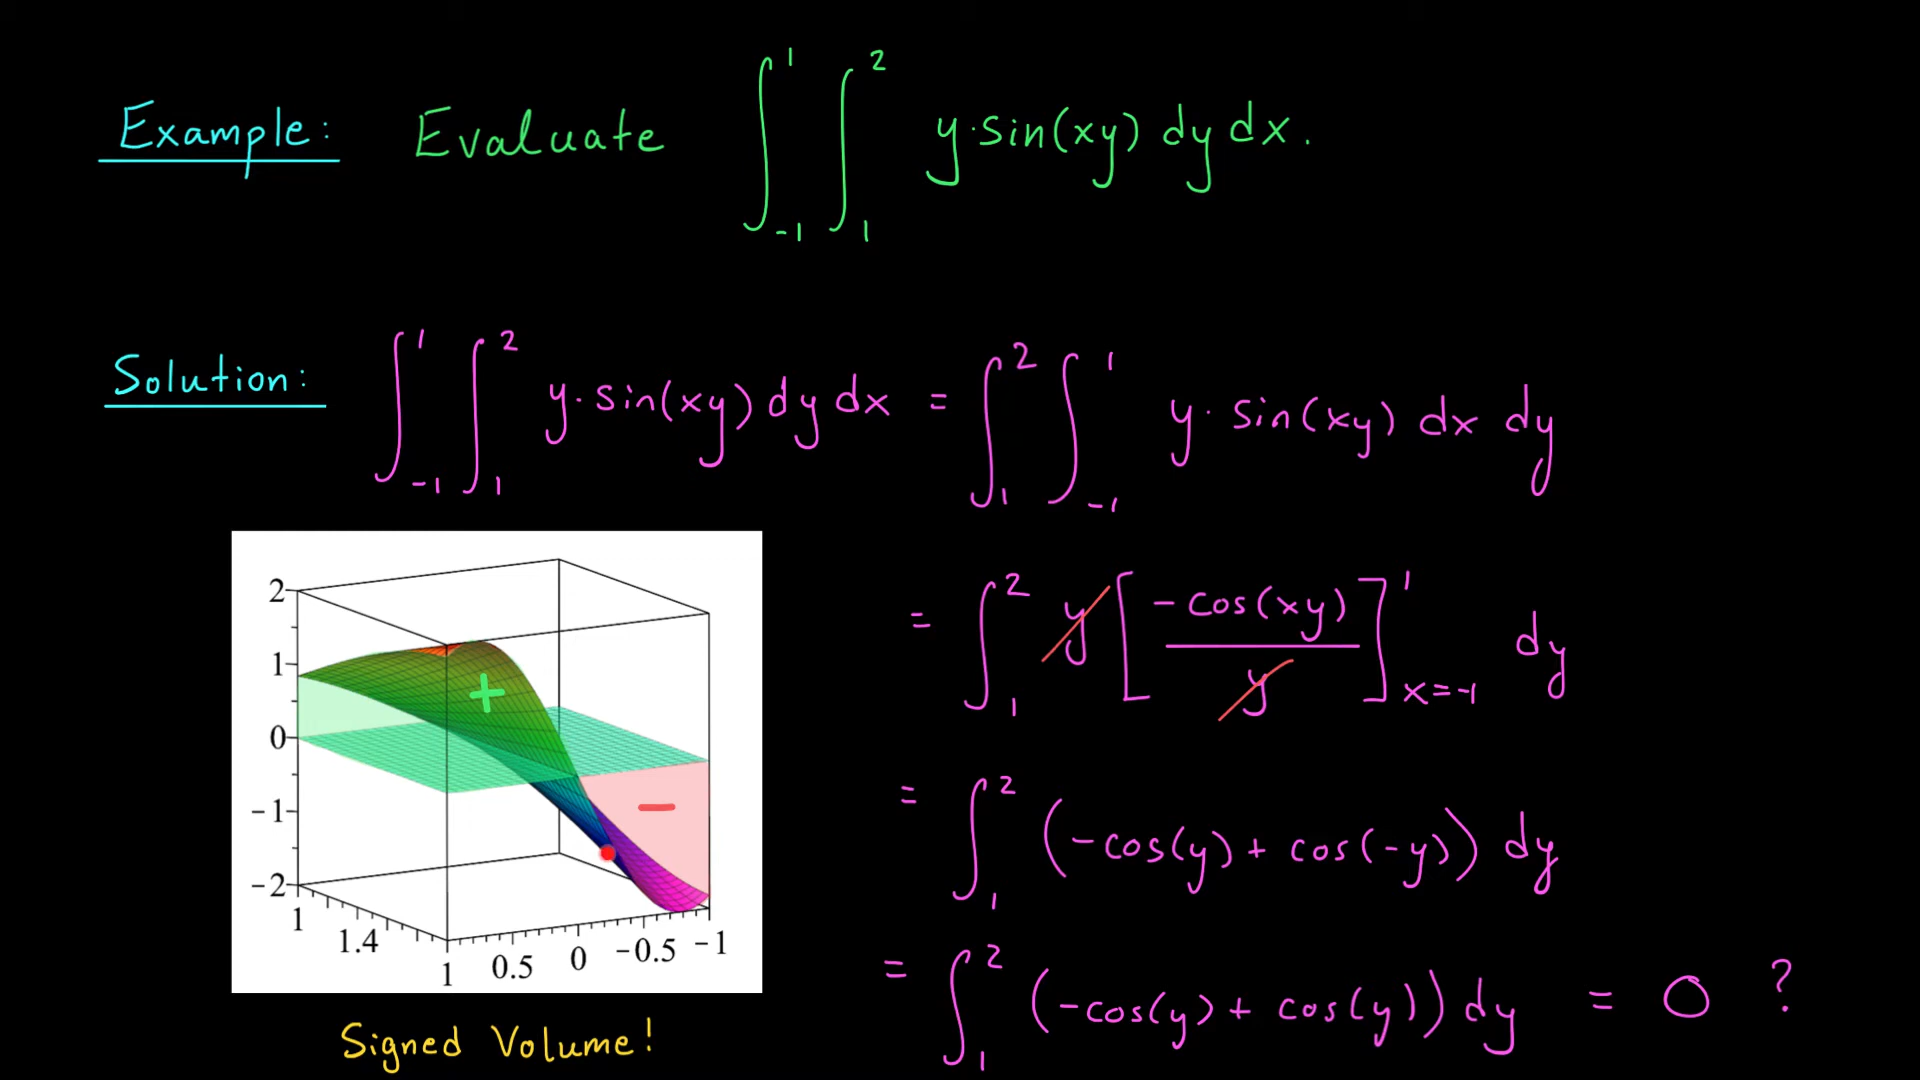 Example: Evaluate ∫_{-1}^{1} ∫_{1}^{2} y·sin(xy) dy dx.
Solution: ∫_{-1}^{1} ∫_{1}^{2} y·sin(xy) dy dx = ∫_{1}^{2} ∫_{-1}^{1} y·sin(xy) dx dy
= ∫_{1}^{2} y [ -cos(xy) / y ]_{x=-1}^{1} dy
= ∫_{1}^{2} (-cos(y) + cos(-y)) dy
= ∫_{1}^{2} (-cos(y) + cos(y)) dy = 0 ?
2
1
+
0
−
-1
-2
1
1.4
1 0.5 0 -0.5 -1
Signed Volume!